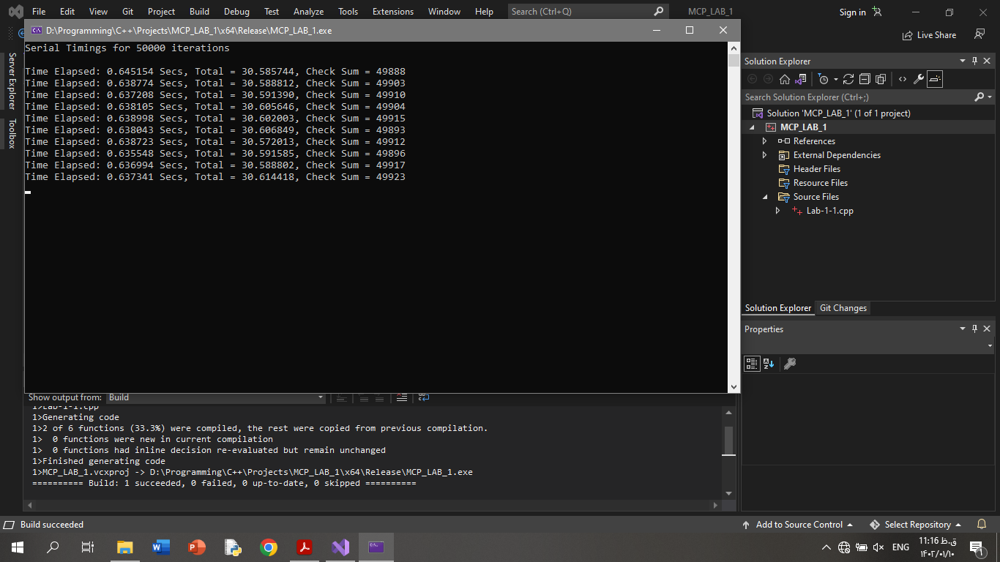 File Edit View Git Project Build Debug Test Analyze Tools Extensions Window Help Search (Ctrl+Q) MCP_LAB_1 Sign in
Live Share
D:\Programming\C++\Projects\MCP_LAB_1\x64\Release\MCP_LAB_1.exe
Serial Timings for 50000 iterations
Time Elapsed: 0.645154 Secs, Total = 30.585744, Check Sum = 49888
Time Elapsed: 0.638774 Secs, Total = 30.588812, Check Sum = 49903
Time Elapsed: 0.637208 Secs, Total = 30.591390, Check Sum = 49910
Time Elapsed: 0.638105 Secs, Total = 30.605646, Check Sum = 49904
Time Elapsed: 0.638998 Secs, Total = 30.602003, Check Sum = 49915
Time Elapsed: 0.638043 Secs, Total = 30.606849, Check Sum = 49893
Time Elapsed: 0.638723 Secs, Total = 30.572013, Check Sum = 49912
Time Elapsed: 0.635548 Secs, Total = 30.591585, Check Sum = 49896
Time Elapsed: 0.636994 Secs, Total = 30.588802, Check Sum = 49917
Time Elapsed: 0.637341 Secs, Total = 30.614418, Check Sum = 49923
Server Explorer
Toolbox
Solution Explorer
Search Solution Explorer (Ctrl+;)
Solution 'MCP_LAB_1' (1 of 1 project)
MCP_LAB_1
References
External Dependencies
Header Files
Resource Files
Source Files
Lab-1-1.cpp
Solution Explorer Git Changes
Properties
Show output from: Build
1>Lab-1-1.cpp
1>Generating code
1>2 of 6 functions (33.3%) were compiled, the rest were copied from previous compilation.
1>  0 functions were new in current compilation
1>  0 functions had inline decision re-evaluated but remain unchanged
1>Finished generating code
1>MCP_LAB_1.vcxproj -> D:\Programming\C++\Projects\MCP_LAB_1\x64\Release\MCP_LAB_1.exe
========== Build: 1 succeeded, 0 failed, 0 up-to-date, 0 skipped ==========
Build succeeded Add to Source Control Select Repository
ENG
11:16 ق.ظ
۱۴۰۲/۰۱/۱۰
1